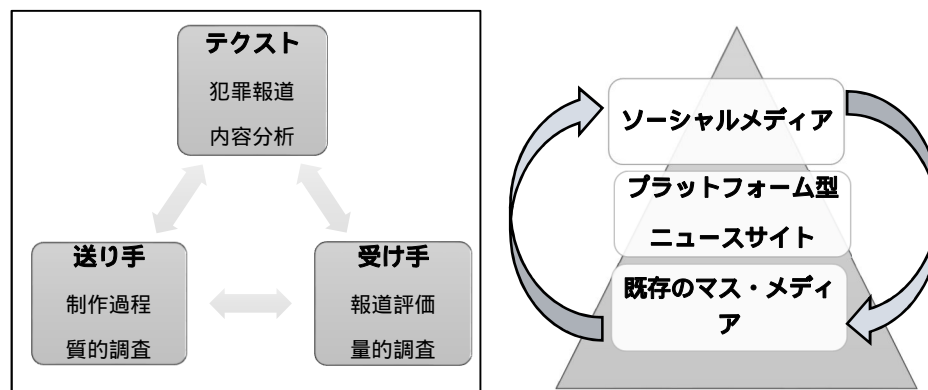 テクスト
犯罪報道
内容分析
送り手
制作過程
質的調査
受け手
報道評価
量的調査
ソーシャルメディア
プラットフォーム型
ニュースサイト
既存のマス・メディ
ア